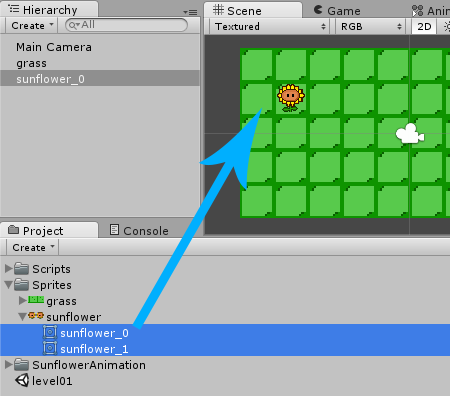 Hierarchy
Create All
Main Camera
grass
sunflower_0
Scene Game Ani
Textured RGB 2D
Project Console
Create
Scripts
Sprites
grass
sunflower
sunflower_0
sunflower_1
SunflowerAnimation
level01